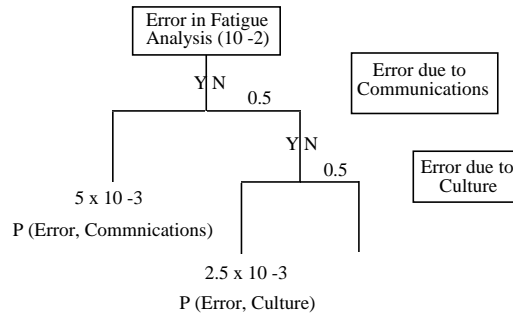 Error in Fatigue
Analysis (10 -2)
Y N
0.5
Error due to
Communications
Y N
0.5
Error due to
Culture
5 x 10 -3
P (Error, Commnications)
2.5 x 10 -3
P (Error, Culture)